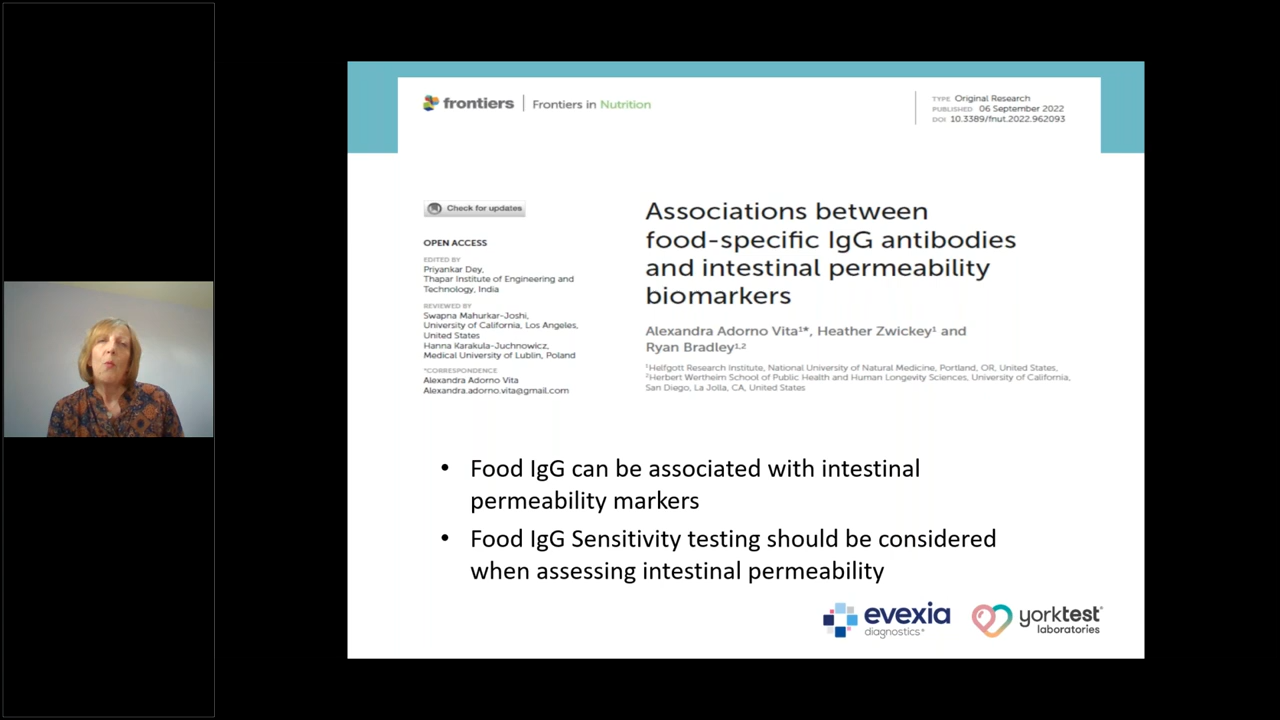 frontiers | Frontiers in Nutrition
TYPE Original Research
PUBLISHED 06 September 2022
DOI 10.3389/fnut.2022.962093
Check for updates
OPEN ACCESS
EDITED BY
Priyankar Dey,
Thapar Institute of Engineering and
Technology, India
REVIEWED BY
Swapna Mahurkar-Joshi,
University of California, Los Angeles,
United States
Hanna Karakula-Juchnowicz,
Medical University of Lublin, Poland
*CORRESPONDENCE
Alexandra Adorno Vita
Alexandra.adorno.vita@gmail.com
Associations between
food-specific IgG antibodies
and intestinal permeability
biomarkers
Alexandra Adorno Vita¹*, Heather Zwickey¹ and
Ryan Bradley¹,²
¹Helfgott Research Institute, National University of Natural Medicine, Portland, OR, United States,
²Herbert Wertheim School of Public Health and Human Longevity Sciences, University of California,
San Diego, La Jolla, CA, United States
• Food IgG can be associated with intestinal
permeability markers
• Food IgG Sensitivity testing should be considered
when assessing intestinal permeability
evexia
diagnostics
yorktest
laboratories